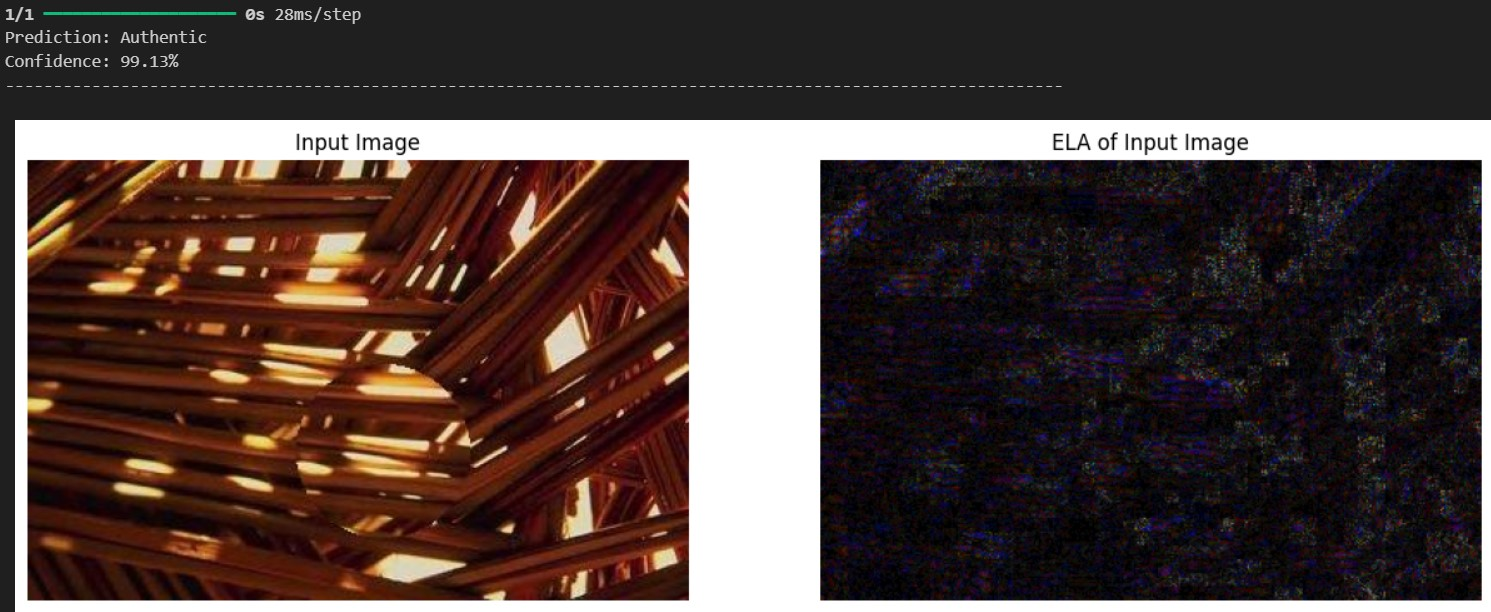 1/1 ━━━━━━━━━━━━━━━━━━━━ 0s 28ms/step
Prediction: Authentic
Confidence: 99.13%
--------------------------------------------------------------------------------------------------------------
Input Image
ELA of Input Image